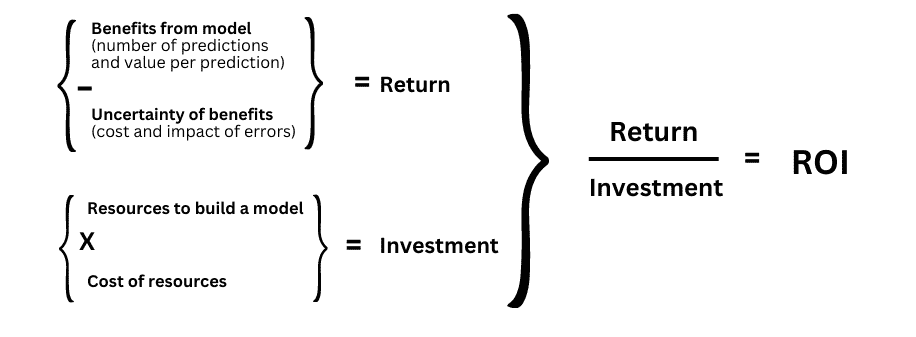 Benefits from model
(number of predictions
and value per prediction)
-
Uncertainty of benefits
(cost and impact of errors)
= Return
Resources to build a model
X
Cost of resources
= Investment
Return
Investment
= ROI